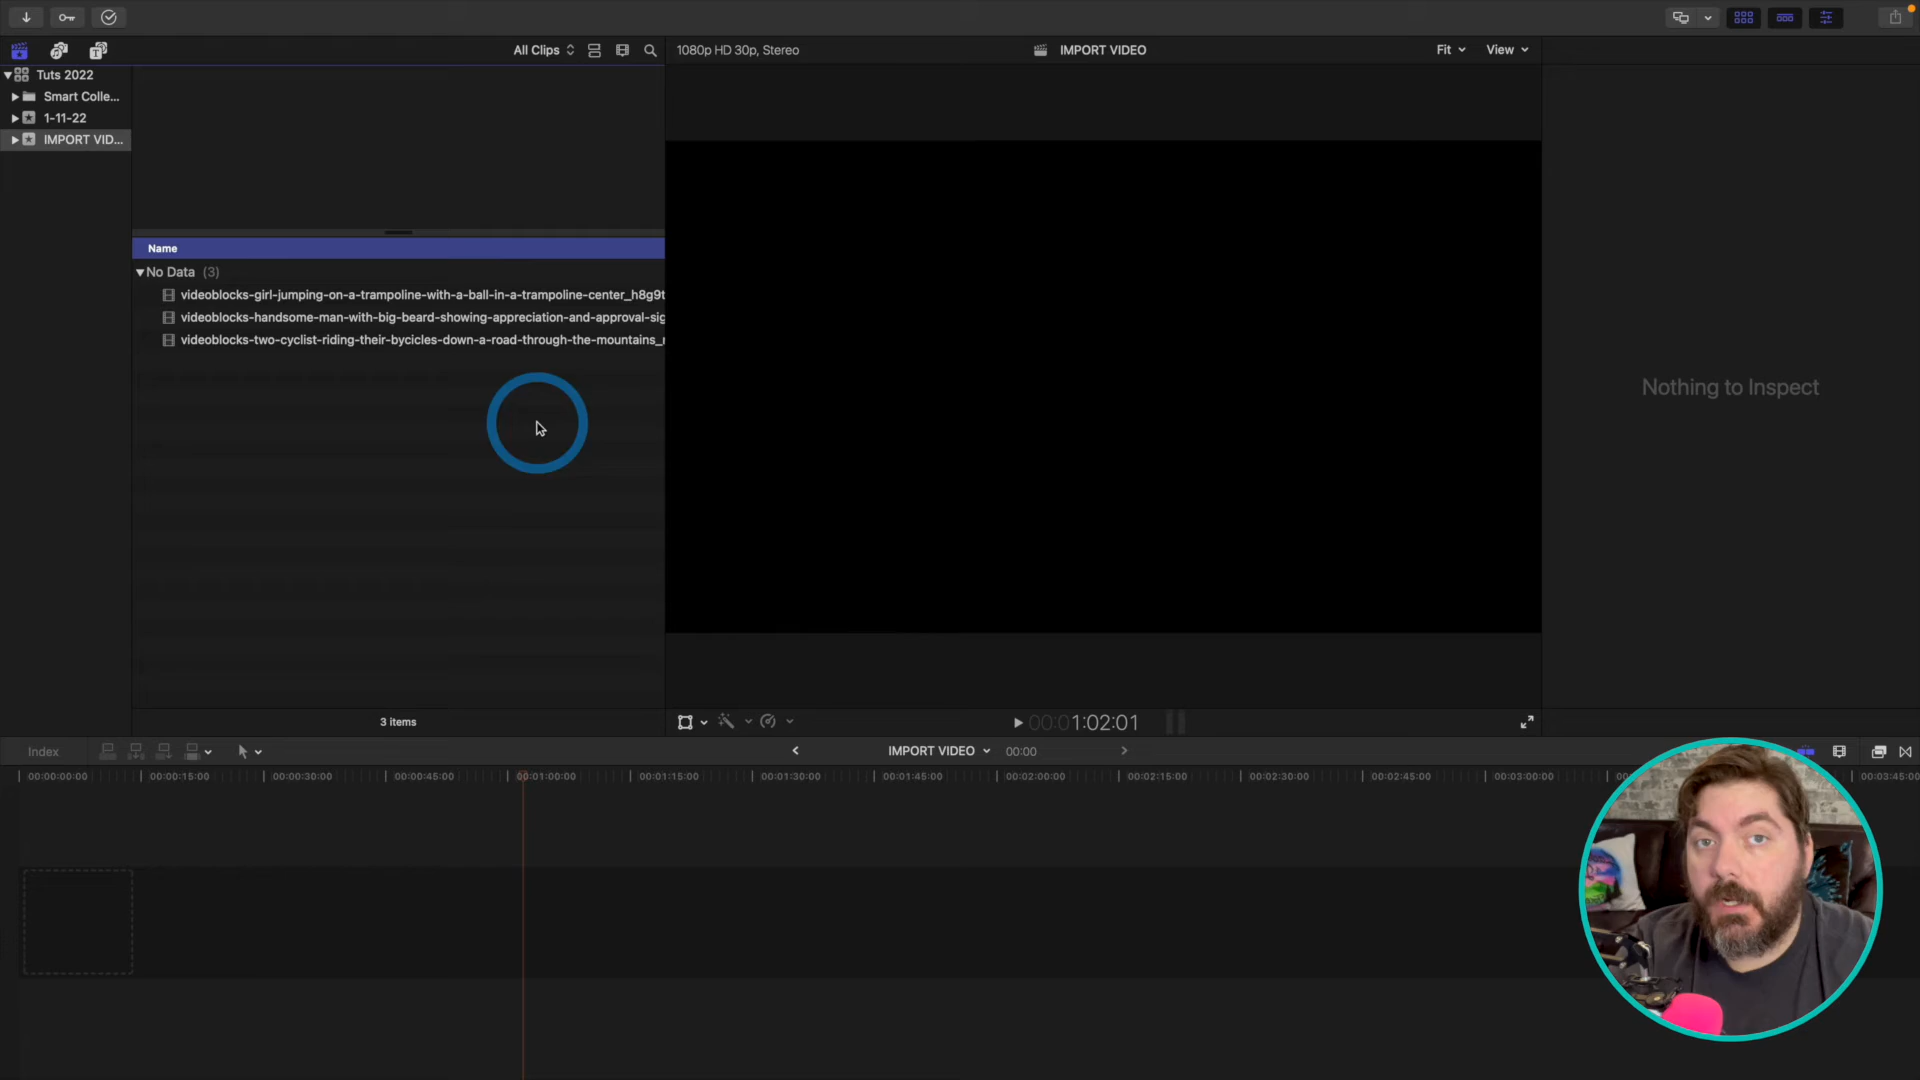 All Clips
1080p HD 30p, Stereo
IMPORT VIDEO
Fit
View
Tuts 2022
Smart Colle...
1-11-22
IMPORT VID...
Name
No Data (3)
videoblocks-girl-jumping-on-a-trampoline-with-a-ball-in-a-trampoline-center_h8g9t
videoblocks-handsome-man-with-big-beard-showing-appreciation-and-approval-sig
videoblocks-two-cyclist-riding-their-bycicles-down-a-road-through-the-mountains_
Nothing to Inspect
3 items
00:01:02:01
Index
IMPORT VIDEO
00:00
00:00:00:00
00:00:15:00
00:00:30:00
00:00:45:00
00:01:00:00
00:01:15:00
00:01:30:00
00:01:45:00
00:02:00:00
00:02:15:00
00:02:30:00
00:02:45:00
00:03:00:00
00:03:45:00